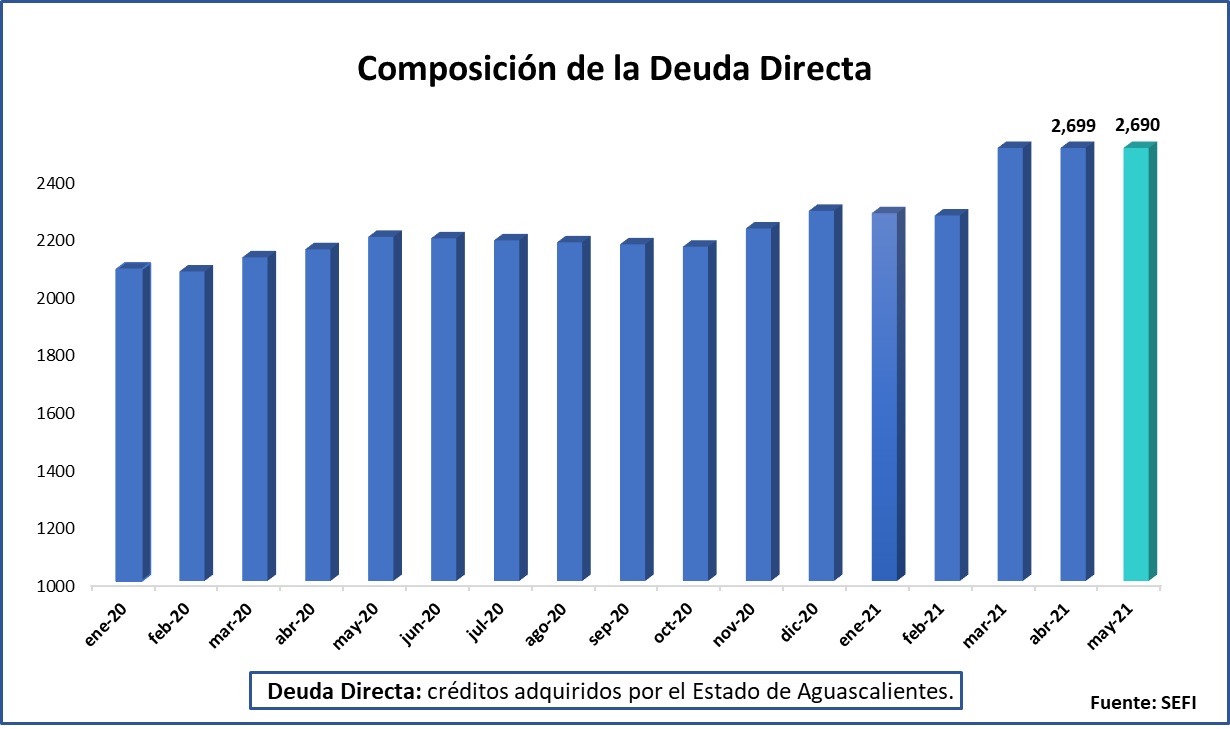 Composición de la Deuda Directa
2,699
2,690
2400
2200
2000
1800
1600
1400
1200
1000
ene-20
feb-20
mar-20
abr-20
may-20
jun-20
jul-20
ago-20
sep-20
oct-20
nov-20
dic-20
ene-21
feb-21
mar-21
abr-21
may-21
Deuda Directa: créditos adquiridos por el Estado de Aguascalientes.
Fuente: SEFI